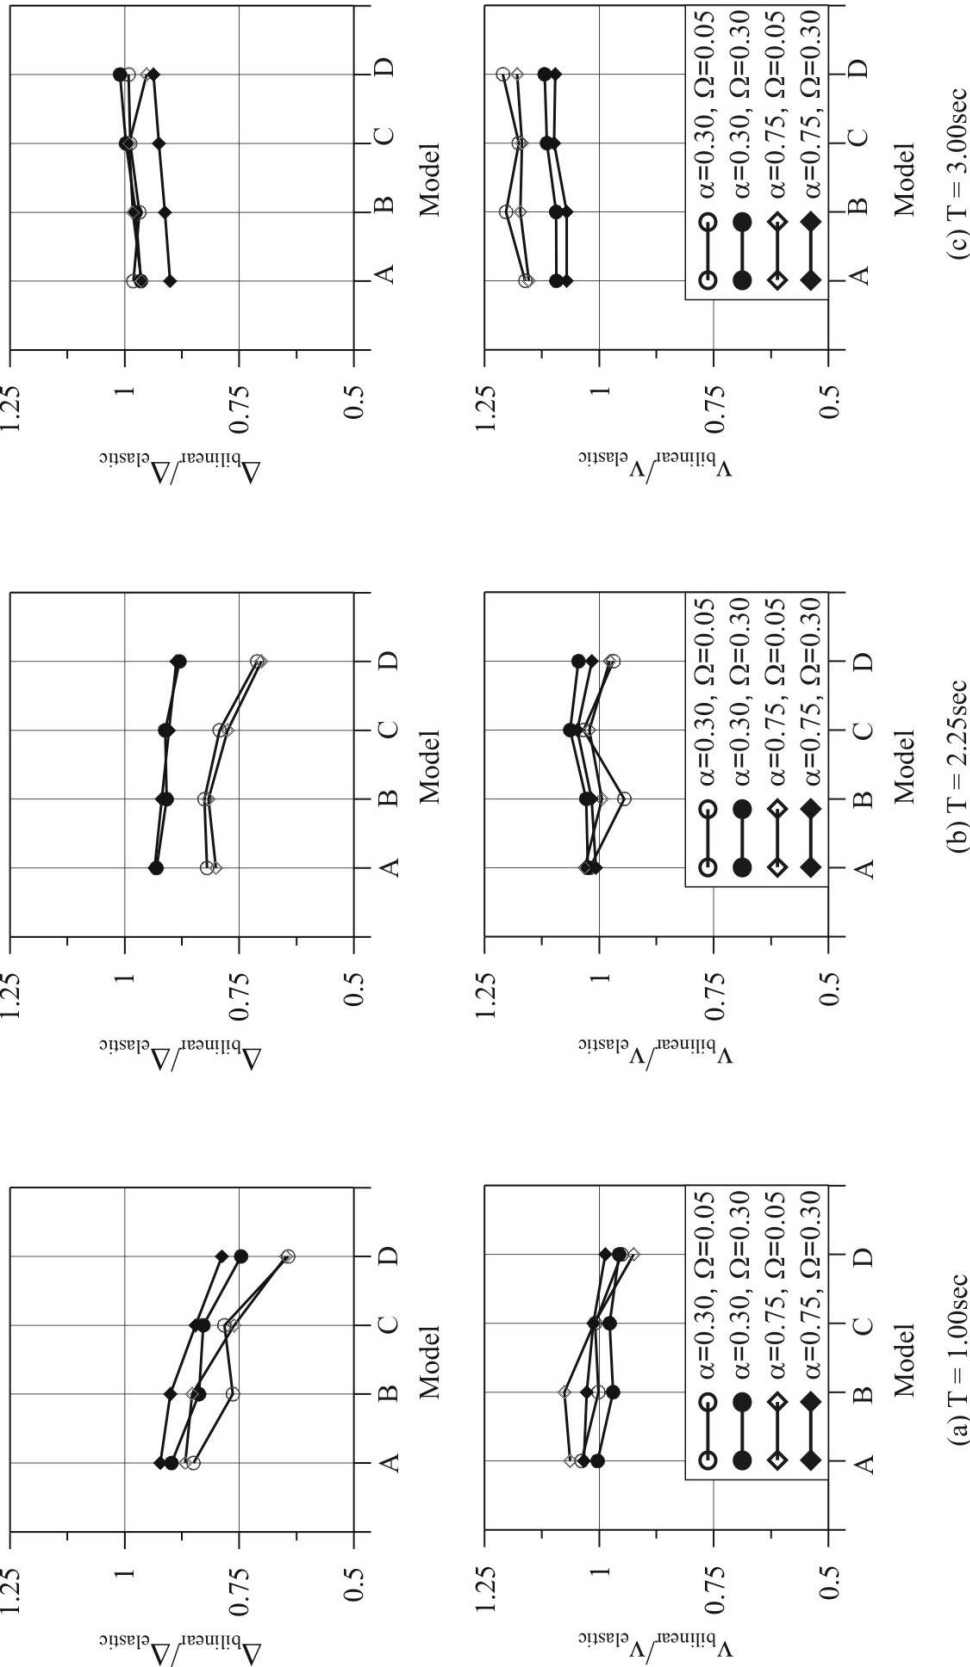 1.25
1
0.75
0.5
Δbilinear/Δelastic
A B C D
Model
1.25
1
0.75
0.5
Vbilinear/Velastic
α=0.30, Ω=0.05
α=0.30, Ω=0.30
α=0.75, Ω=0.05
α=0.75, Ω=0.30
A B C D
Model
(a) T = 1.00sec
1.25
1
0.75
0.5
Δbilinear/Δelastic
A B C D
Model
1.25
1
0.75
0.5
Vbilinear/Velastic
α=0.30, Ω=0.05
α=0.30, Ω=0.30
α=0.75, Ω=0.05
α=0.75, Ω=0.30
A B C D
Model
(b) T = 2.25sec
1.25
1
0.75
0.5
Δbilinear/Δelastic
A B C D
Model
1.25
1
0.75
0.5
Vbilinear/Velastic
α=0.30, Ω=0.05
α=0.30, Ω=0.30
α=0.75, Ω=0.05
α=0.75, Ω=0.30
A B C D
Model
(c) T = 3.00sec